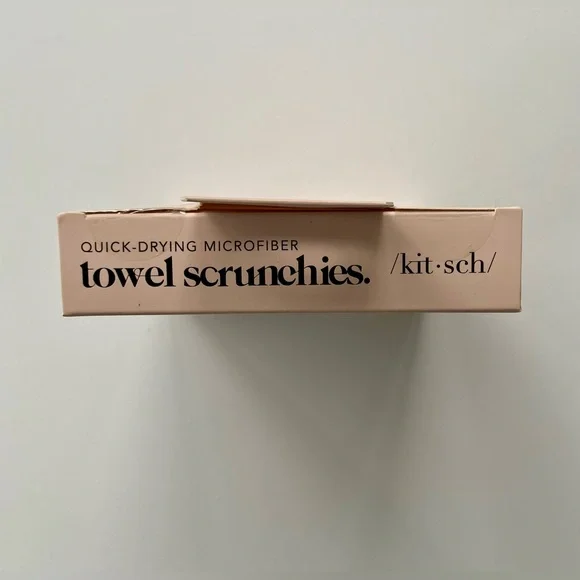 QUICK-DRYING MICROFIBER
towel scrunchies.
/kit·sch/